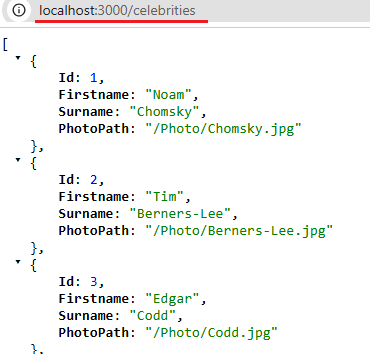 localhost:3000/celebrities
[
{
Id: 1,
Firstname: "Noam",
Surname: "Chomsky",
PhotoPath: "/Photo/Chomsky.jpg"
},
{
Id: 2,
Firstname: "Tim",
Surname: "Berners-Lee",
PhotoPath: "/Photo/Berners-Lee.jpg"
},
{
Id: 3,
Firstname: "Edgar",
Surname: "Codd",
PhotoPath: "/Photo/Codd.jpg"
},